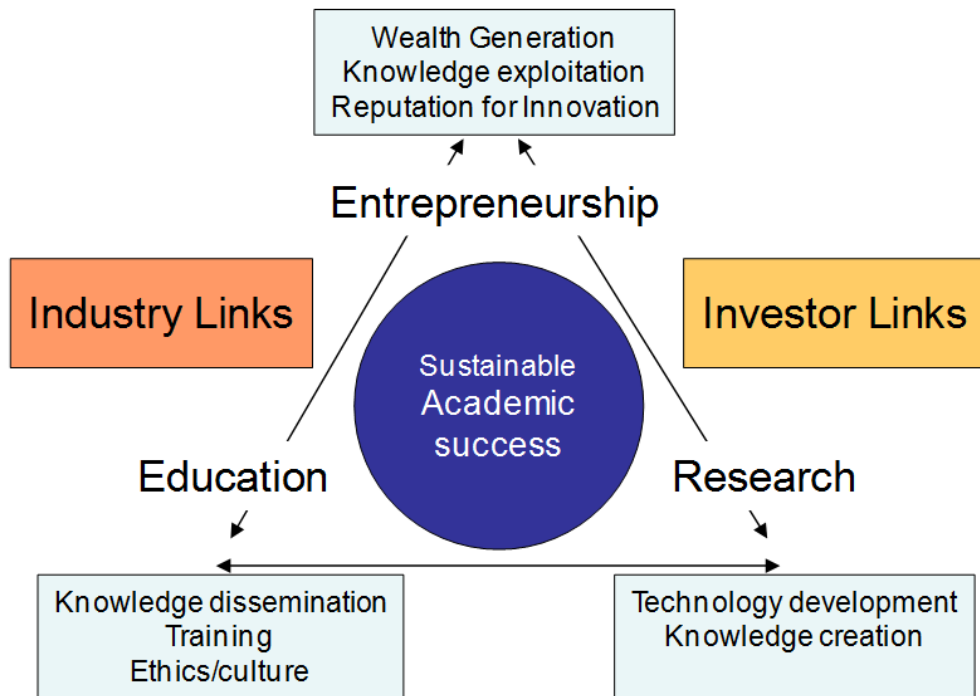 Wealth Generation
Knowledge exploitation
Reputation for Innovation
Entrepreneurship
Industry Links
Investor Links
Sustainable
Academic
success
Education
Research
Knowledge dissemination
Training
Ethics/culture
Technology development
Knowledge creation